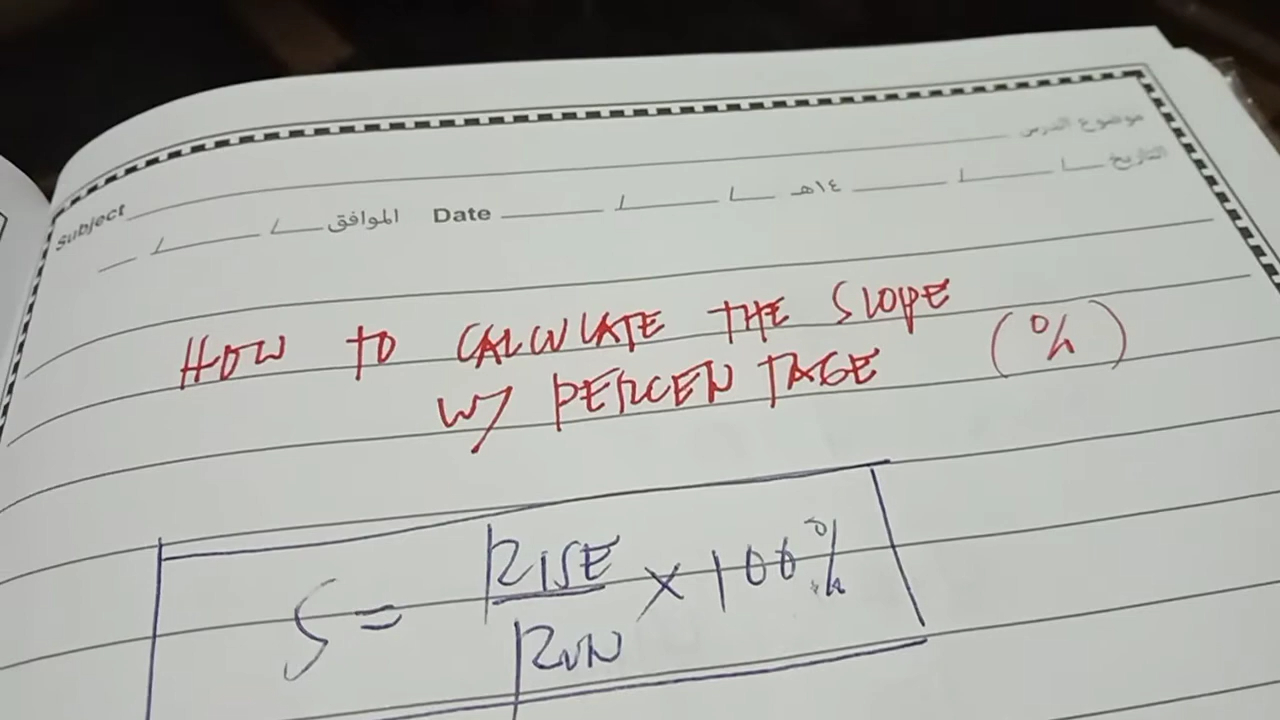 موضوع الدرس
Subject
التاريخ / / ١٤هـ / / Date الموافق / /
HOW TO CALCULATE THE SLOPE
W/ PERCENTAGE (%)
S = RISE / RUN × 100%